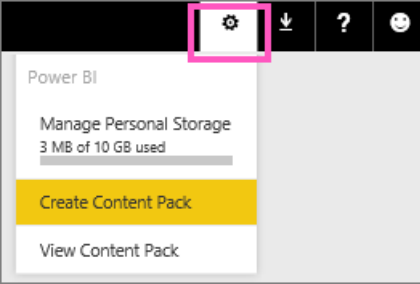 ?
Power BI
Manage Personal Storage
3 MB of 10 GB used
Create Content Pack
View Content Pack